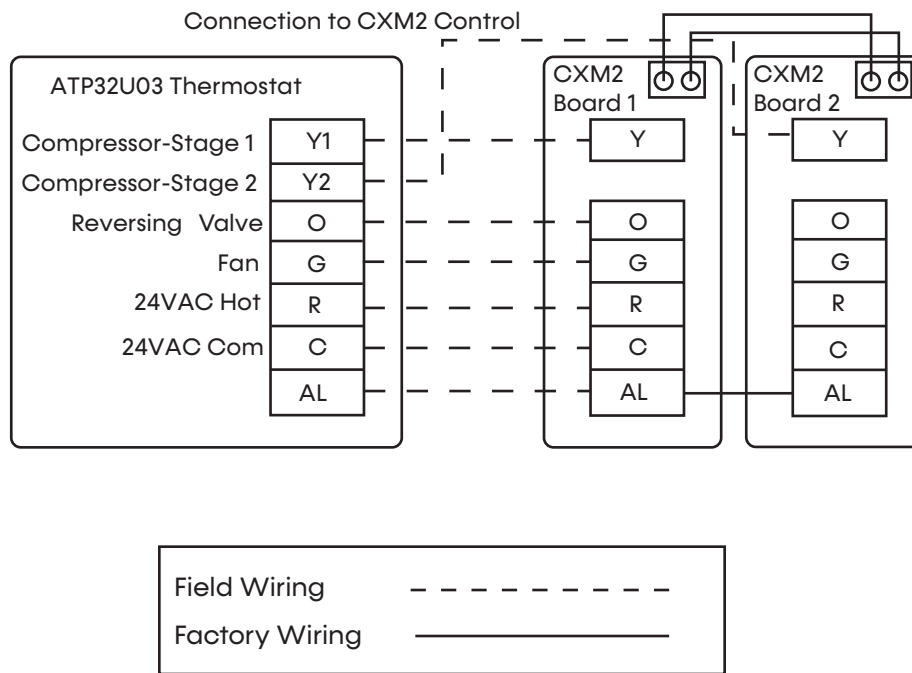 Connection to CXM2 Control
ATP32U03 Thermostat
CXM2
Board 1
CXM2
Board 2
Compressor-Stage 1 Y1 Y Y
Compressor-Stage 2 Y2
Reversing Valve O O O
Fan G G G
24VAC Hot R R R
24VAC Com C C C
AL AL AL
Field Wiring
Factory Wiring